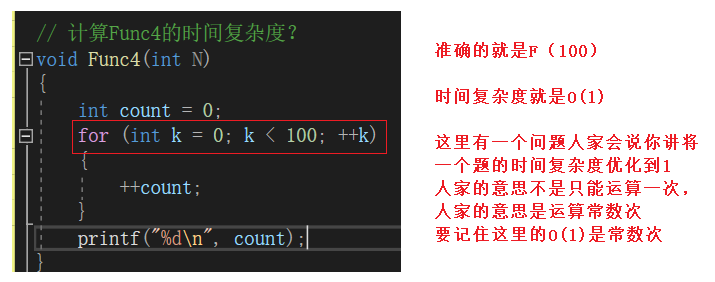 // 计算Func4的时间复杂度？
void Func4(int N)
{
int count = 0;
for (int k = 0; k < 100; ++k)
{
++count;
}
printf("%d\n", count);
}
准确的就是F（100）
时间复杂度就是O(1)
这里有一个问题人家会说你讲将
一个题的时间复杂度优化到1
人家的意思不是只能运算一次，
人家的意思是运算常数次
要记住这里的O(1)是常数次